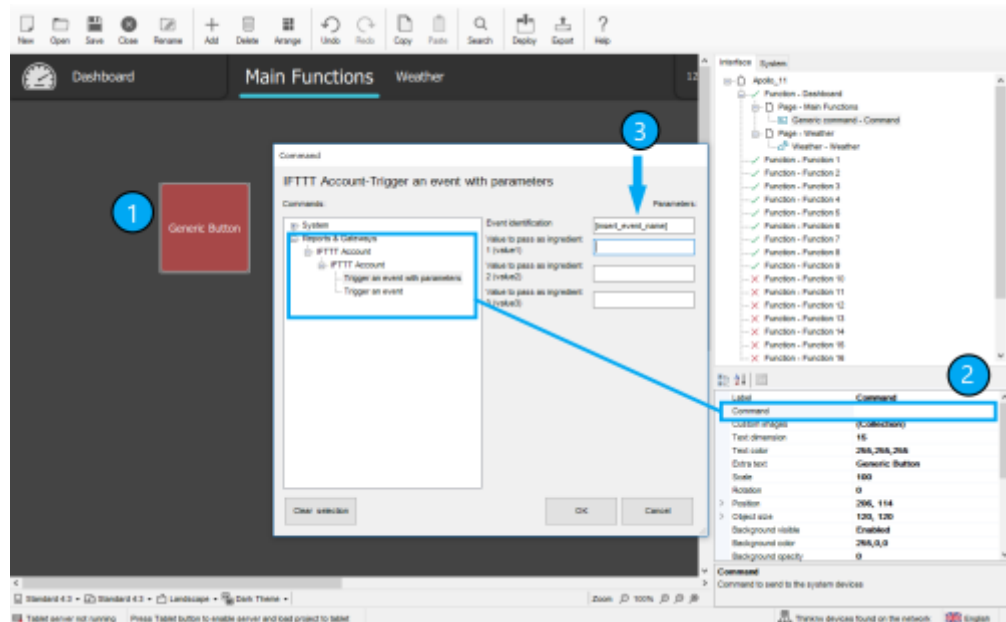 New Open Save Close Rename Add Delete Arrange Undo Redo Copy Paste Search Deploy Export Help
Dashboard Main Functions Weather 12
Interface System
Apollo_11
Function - Dashboard
Page - Main Functions
Generic command - Command
Page - Weather
Weather - Weather
Function - Function 1
Function - Function 2
Function - Function 3
Function - Function 4
Function - Function 5
Function - Function 6
Function - Function 7
Function - Function 8
Function - Function 9
Function - Function 10
Function - Function 11
Function - Function 12
Function - Function 13
Function - Function 14
Function - Function 15
Function - Function 16
1
Generic Button
3
Command
IFTTT Account-Trigger an event with parameters
Commands: Parameters:
System
Reports & Gateways
IFTTT Account
IFTTT Account
Trigger an event with parameters
Trigger an event
Event identification [insert_event_name]
Value to pass as ingredient
1 (value1)
Value to pass as ingredient
2 (value2)
Value to pass as ingredient
3 (value3)
Clear selection OK Cancel
2
Label Command
Command
Custom images (Collection)
Text dimension 15
Text color 255,255,255
Extra text Generic Button
Scale 100
Rotation 0
Position 206, 114
Object size 120, 120
Background visible Enabled
Background color 255,0,0
Background opacity 0
Command
Command to send to the system devices
Standard 4:3 Standard 4:3 Landscape Dark Theme Zoom 100%
Tablet server not running Press Tablet button to enable server and load project to tablet Thinknx devices found on the network English